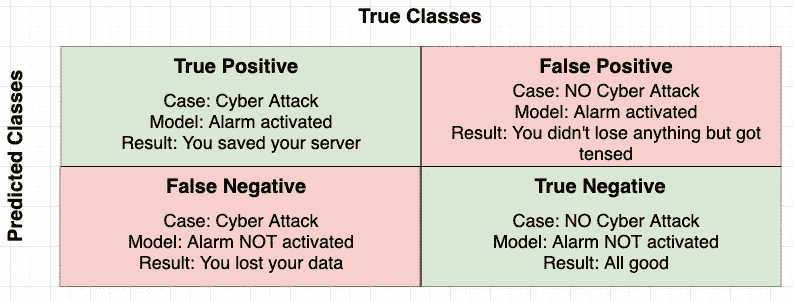 True Classes
Predicted Classes
True Positive
Case: Cyber Attack
Model: Alarm activated
Result: You saved your server
False Positive
Case: NO Cyber Attack
Model: Alarm activated
Result: You didn't lose anything but got
tensed
False Negative
Case: Cyber Attack
Model: Alarm NOT activated
Result: You lost your data
True Negative
Case: NO Cyber Attack
Model: Alarm NOT activated
Result: All good